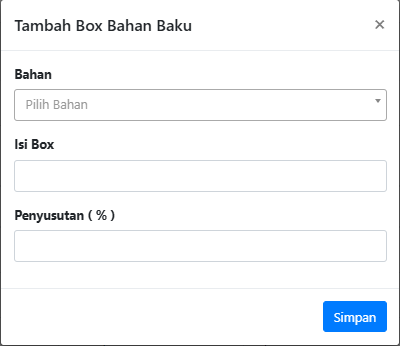 Tambah Box Bahan Baku ×
Bahan
Pilih Bahan
Isi Box
Penyusutan ( % )
Simpan